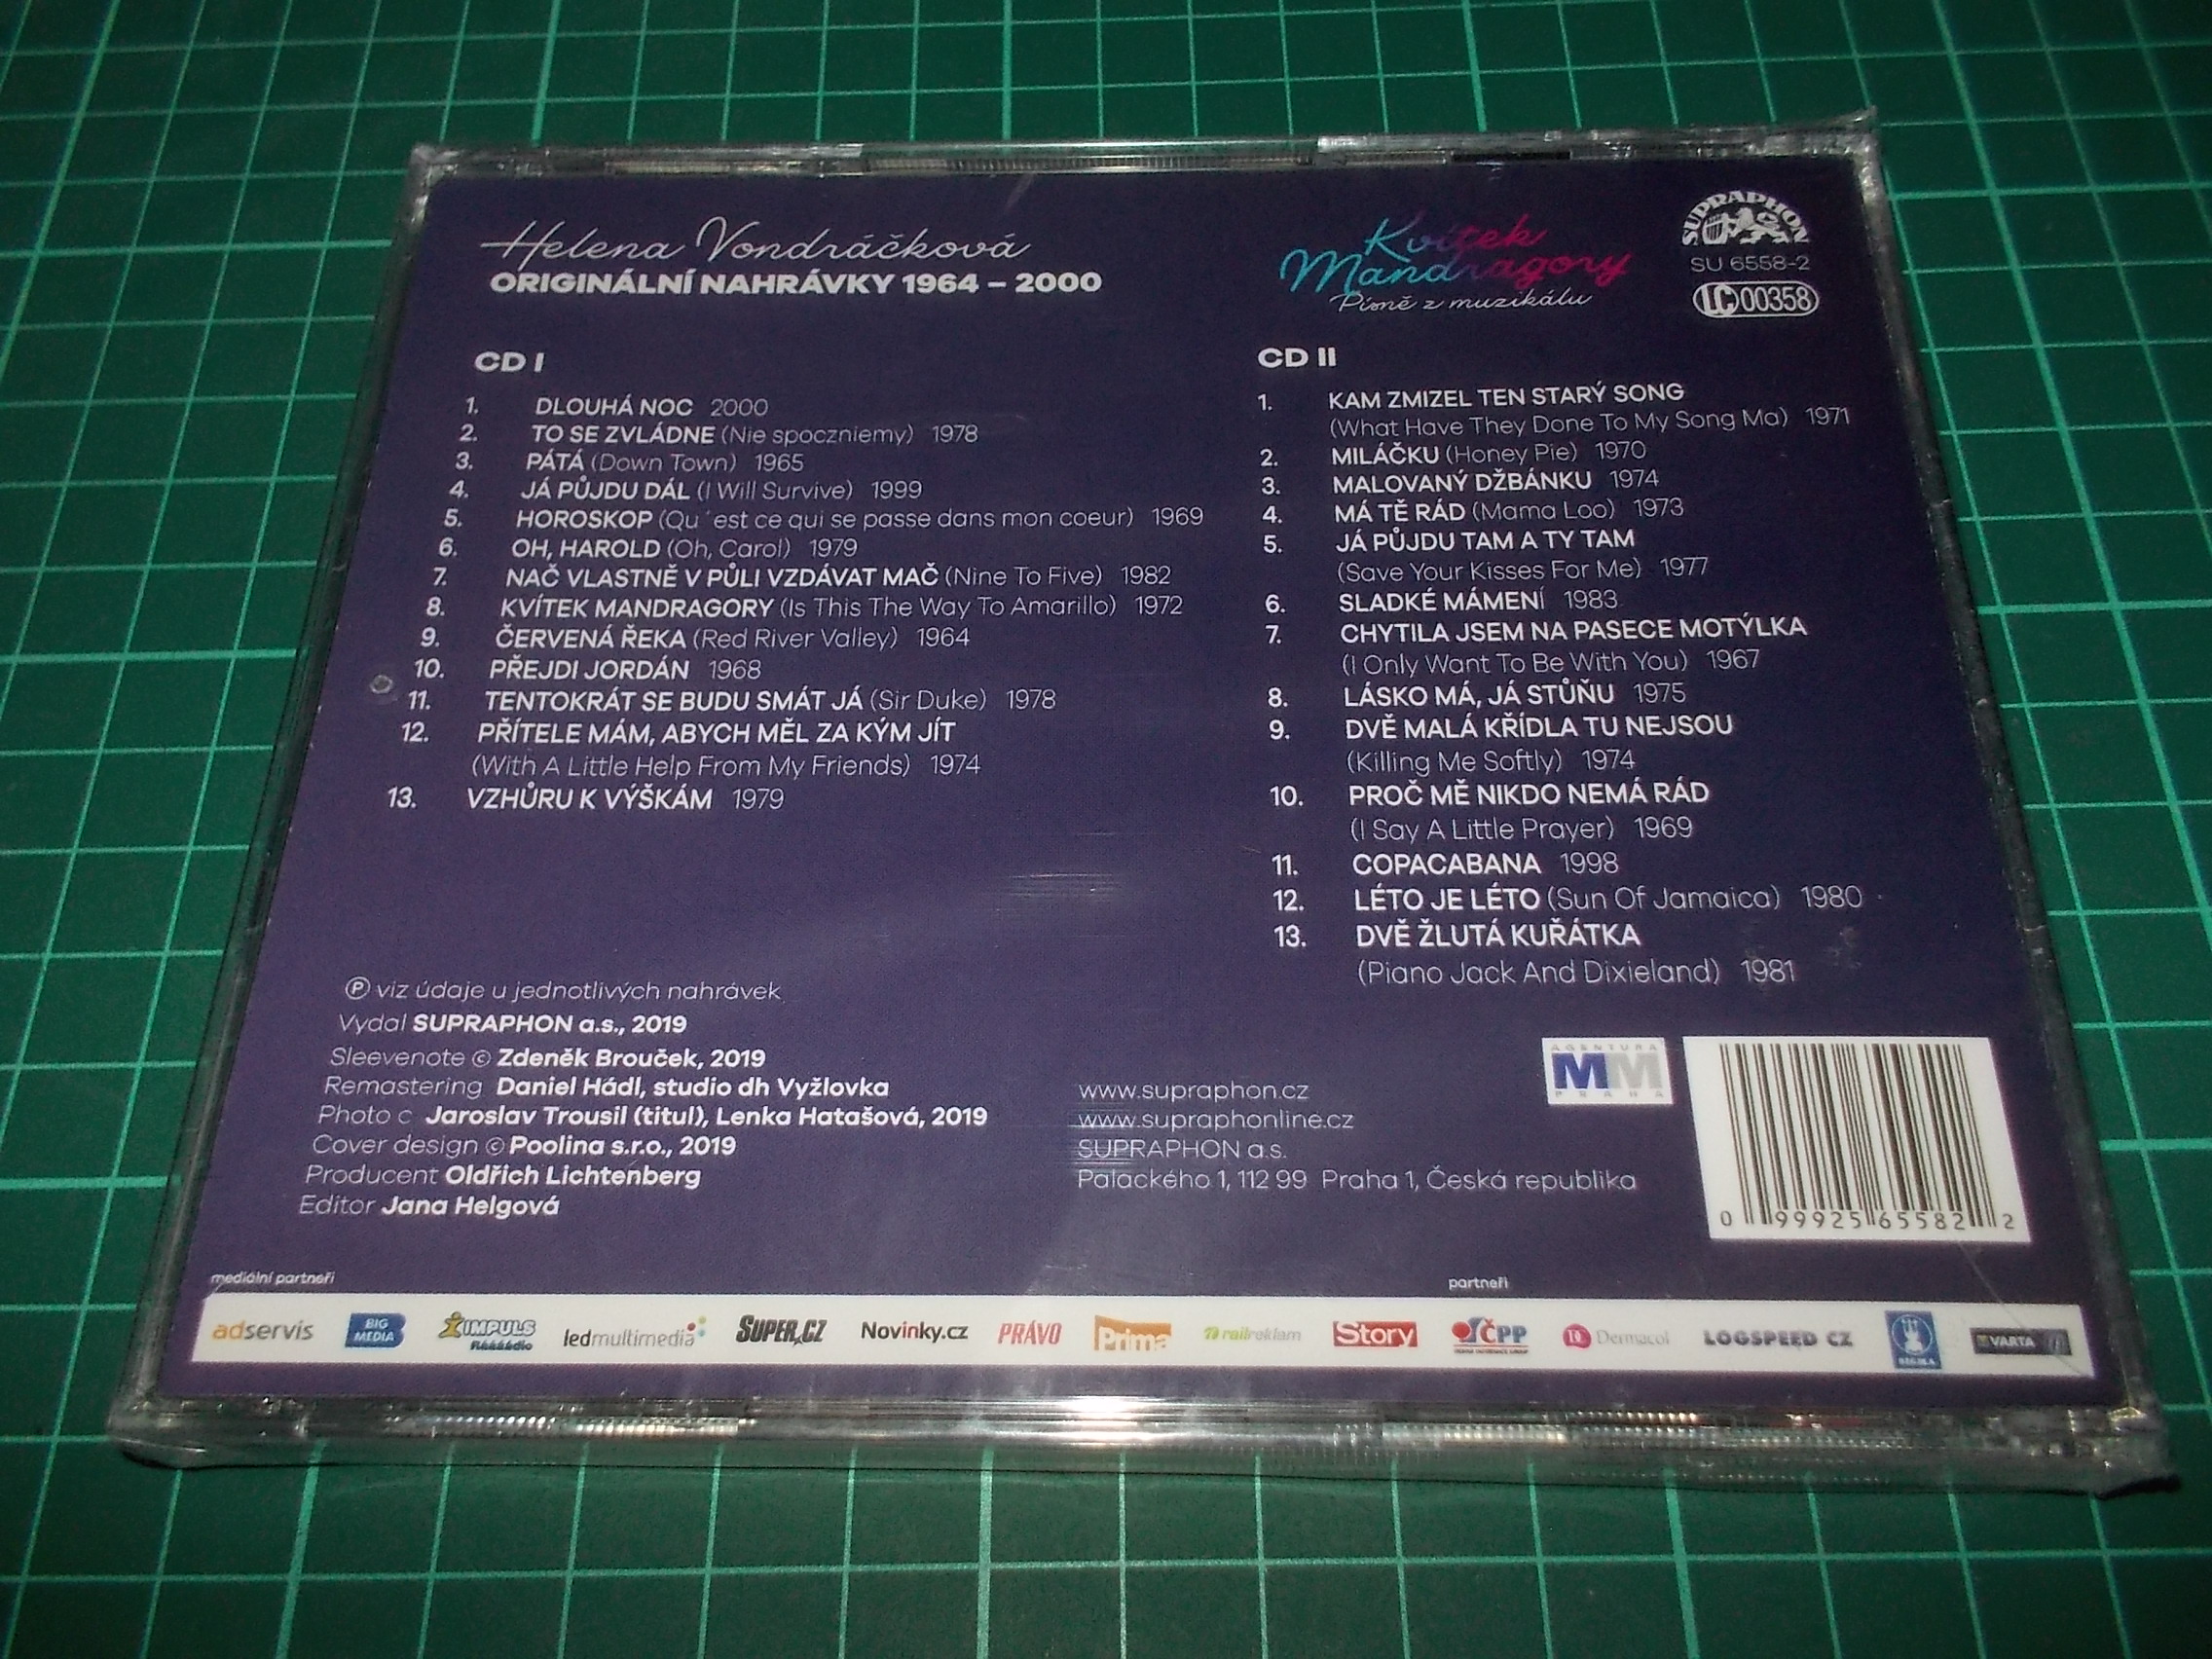 Helena Vondráčková
ORIGINÁLNÍ NAHRÁVKY 1964 – 2000
Kvítek
Mandragory
Písně z muzikálu
SUPRAPHON
SU 6558-2
LC 00358
CD I
1. DLOUHÁ NOC 2000
2. TO SE ZVLÁDNE (Nie spoczniemy) 1978
3. PÁTÁ (Down Town) 1965
4. JÁ PŮJDU DÁL (I Will Survive) 1999
5. HOROSKOP (Qu´est ce qui se passe dans mon coeur) 1969
6. OH, HAROLD (Oh, Carol) 1979
7. NAČ VLASTNĚ V PŮLI VZDÁVAT MAČ (Nine To Five) 1982
8. KVÍTEK MANDRAGORY (Is This The Way To Amarillo) 1972
9. ČERVENÁ ŘEKA (Red River Valley) 1964
10. PŘEJDI JORDÁN 1968
11. TENTOKRÁT SE BUDU SMÁT JÁ (Sir Duke) 1978
12. PŘÍTELE MÁM, ABYCH MĚL ZA KÝM JÍT
(With A Little Help From My Friends) 1974
13. VZHŮRU K VÝŠKÁM 1979
CD II
1. KAM ZMIZEL TEN STARÝ SONG
(What Have They Done To My Song Ma) 1971
2. MILÁČKU (Honey Pie) 1970
3. MALOVANÝ DŽBÁNKU 1974
4. MÁ TĚ RÁD (Mama Loo) 1973
5. JÁ PŮJDU TAM A TY TAM
(Save Your Kisses For Me) 1977
6. SLADKÉ MÁMENÍ 1983
7. CHYTILA JSEM NA PASECE MOTÝLKA
(I Only Want To Be With You) 1967
8. LÁSKO MÁ, JÁ STŮŇU 1975
9. DVĚ MALÁ KŘÍDLA TU NEJSOU
(Killing Me Softly) 1974
10. PROČ MĚ NIKDO NEMÁ RÁD
(I Say A Little Prayer) 1969
11. COPACABANA 1998
12. LÉTO JE LÉTO (Sun Of Jamaica) 1980
13. DVĚ ŽLUTÁ KUŘÁTKA
(Piano Jack And Dixieland) 1981
Ⓟ viz údaje u jednotlivých nahrávek
Vydal SUPRAPHON a.s., 2019
Sleevenote © Zdeněk Brouček, 2019
Remastering Daniel Hádl, studio dh Vyžlovka
Photo c Jaroslav Trousil (titul), Lenka Hatašová, 2019
Cover design © Poolina s.r.o., 2019
Producent Oldřich Lichtenberg
Editor Jana Helgová
www.supraphon.cz
www.supraphonline.cz
SUPRAPHON a.s.
Palackého 1, 112 99 Praha 1, Česká republika
AGENTURA
MM
PRAHA
0 99925 65582 2
mediální partneři
partneři
adservis
BIG
MEDIA
IMPULS
Ráááádio
ledmultimedia
SUPER.CZ
Novinky.cz
PRÁVO
Prima
railreklam
Story
ČPP
Dermacol
LOGSPEED CZ
SIGMA
VARTA